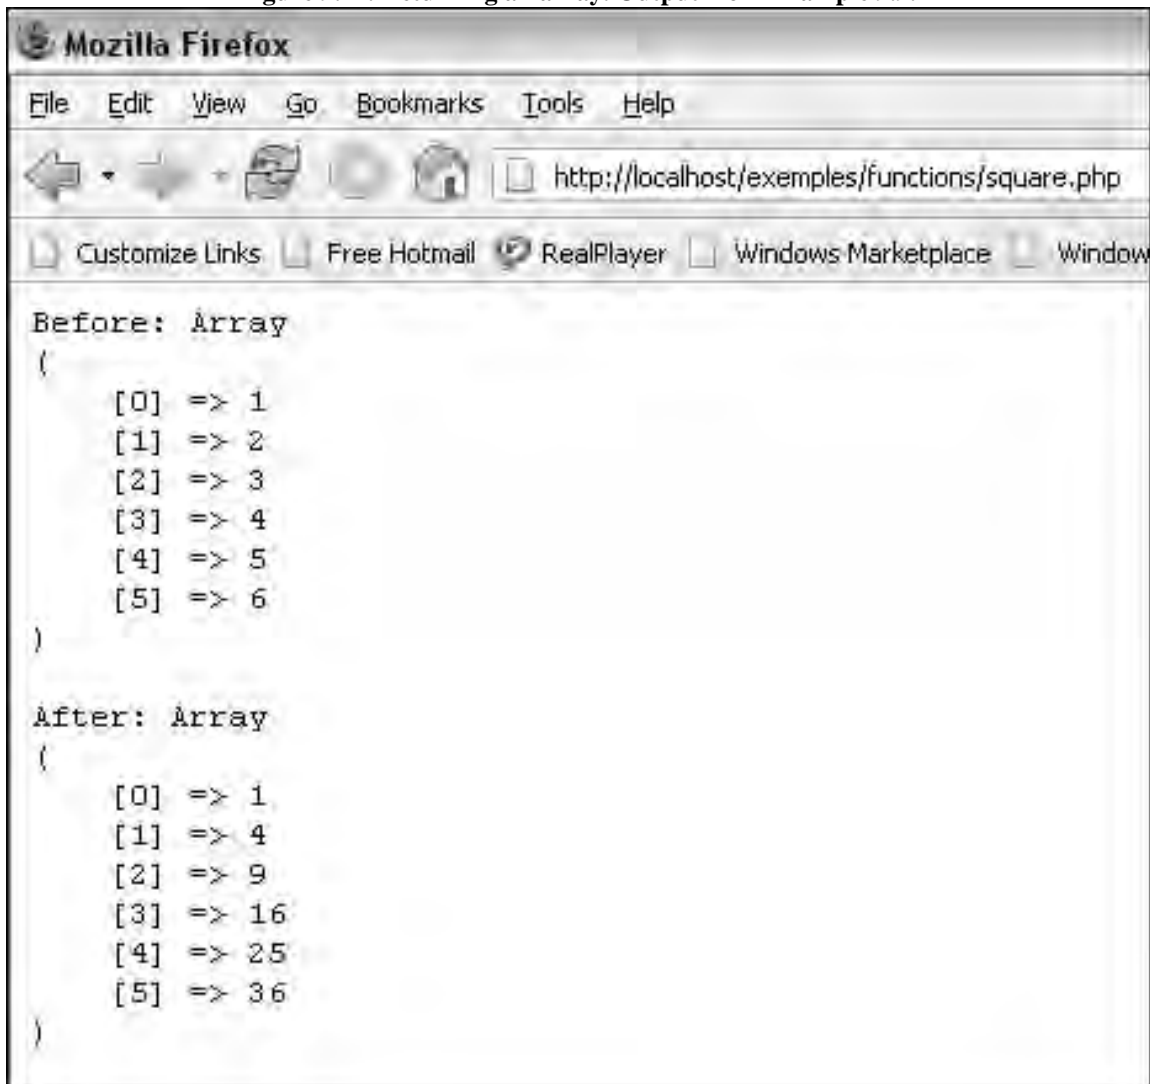 Mozilla Firefox
File Edit View Go Bookmarks Tools Help
http://localhost/exemples/functions/square.php
Customize Links Free Hotmail RealPlayer Windows Marketplace Window
Before: Array
(
[0] => 1
[1] => 2
[2] => 3
[3] => 4
[4] => 5
[5] => 6
)
After: Array
(
[0] => 1
[1] => 4
[2] => 9
[3] => 16
[4] => 25
[5] => 36
)